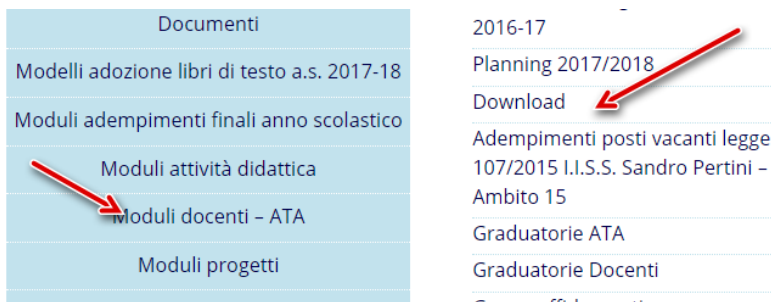 Documenti
Modelli adozione libri di testo a.s. 2017-18
Moduli adempimenti finali anno scolastico
Moduli attività didattica
Moduli docenti – ATA
Moduli progetti
2016-17
Planning 2017/2018
Download
Adempimenti posti vacanti legge
107/2015 I.I.S.S. Sandro Pertini –
Ambito 15
Graduatorie ATA
Graduatorie Docenti